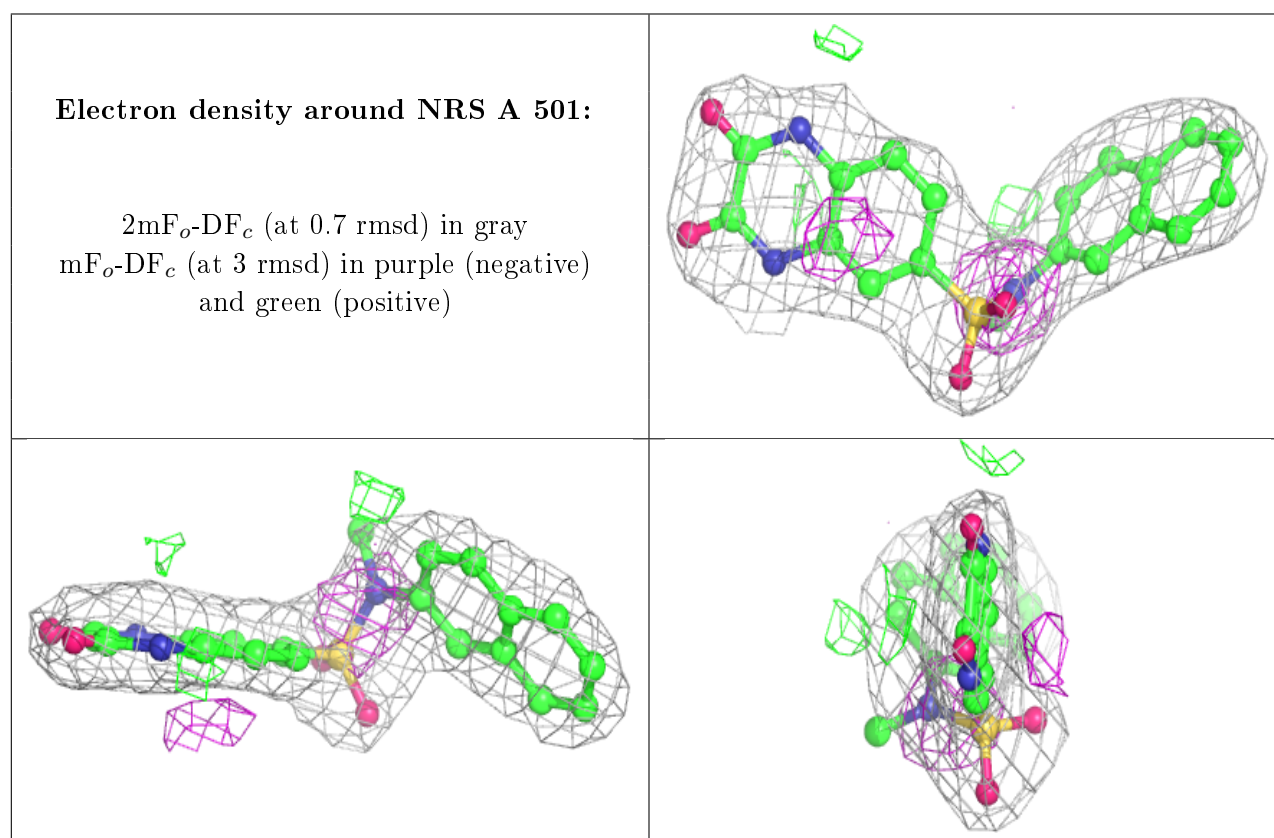 Electron density around NRS A 501:
2mFo-DFc (at 0.7 rmsd) in gray
mFo-DFc (at 3 rmsd) in purple (negative)
and green (positive)